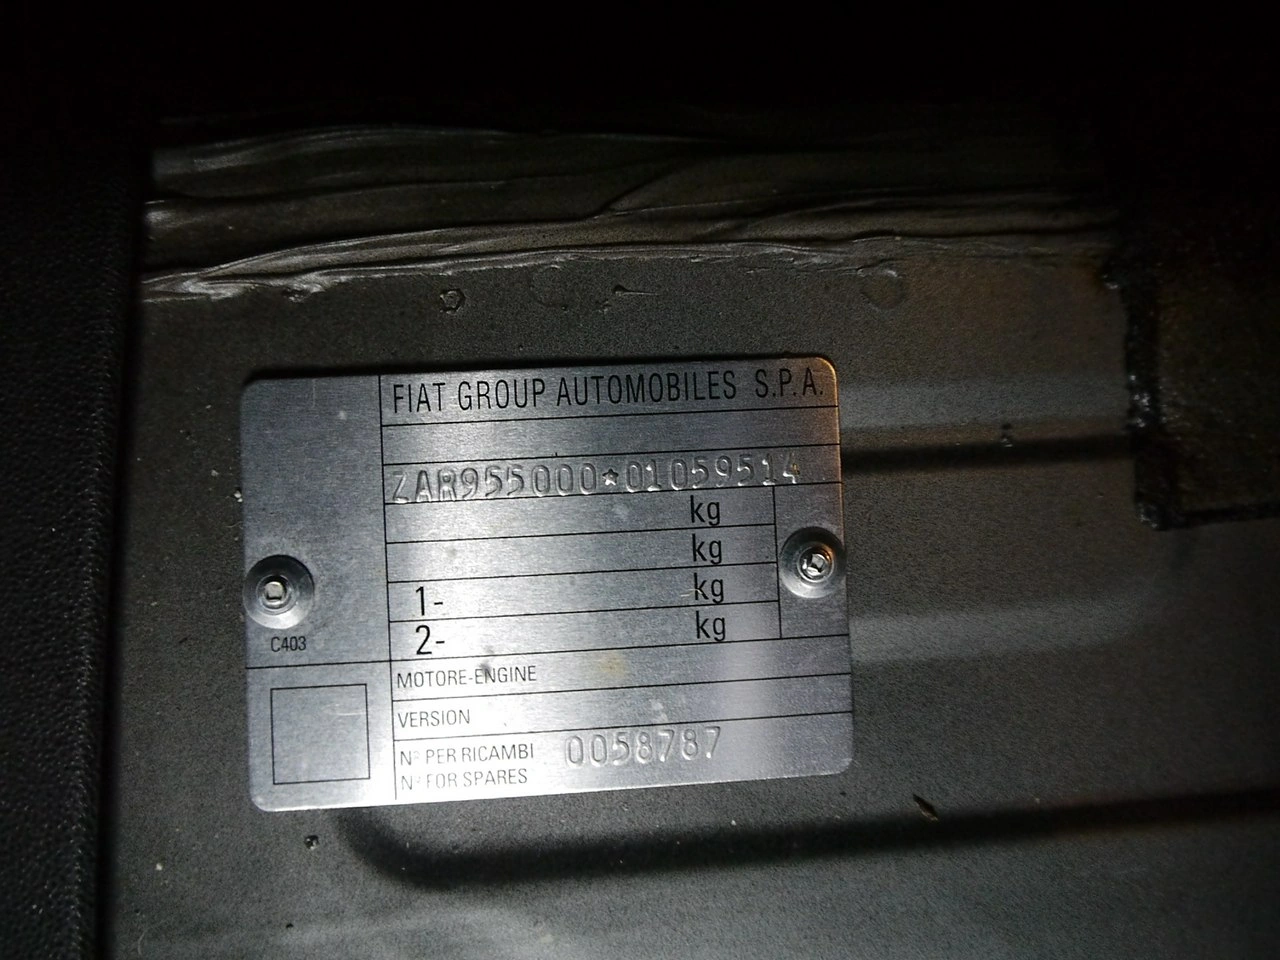 FIAT GROUP AUTOMOBILES S.P.A.
ZAR955000*01059514
kg
kg
1- kg
2- kg
C403
MOTORE-ENGINE
VERSION
N° PER RICAMBI 0058787
N° FOR SPARES